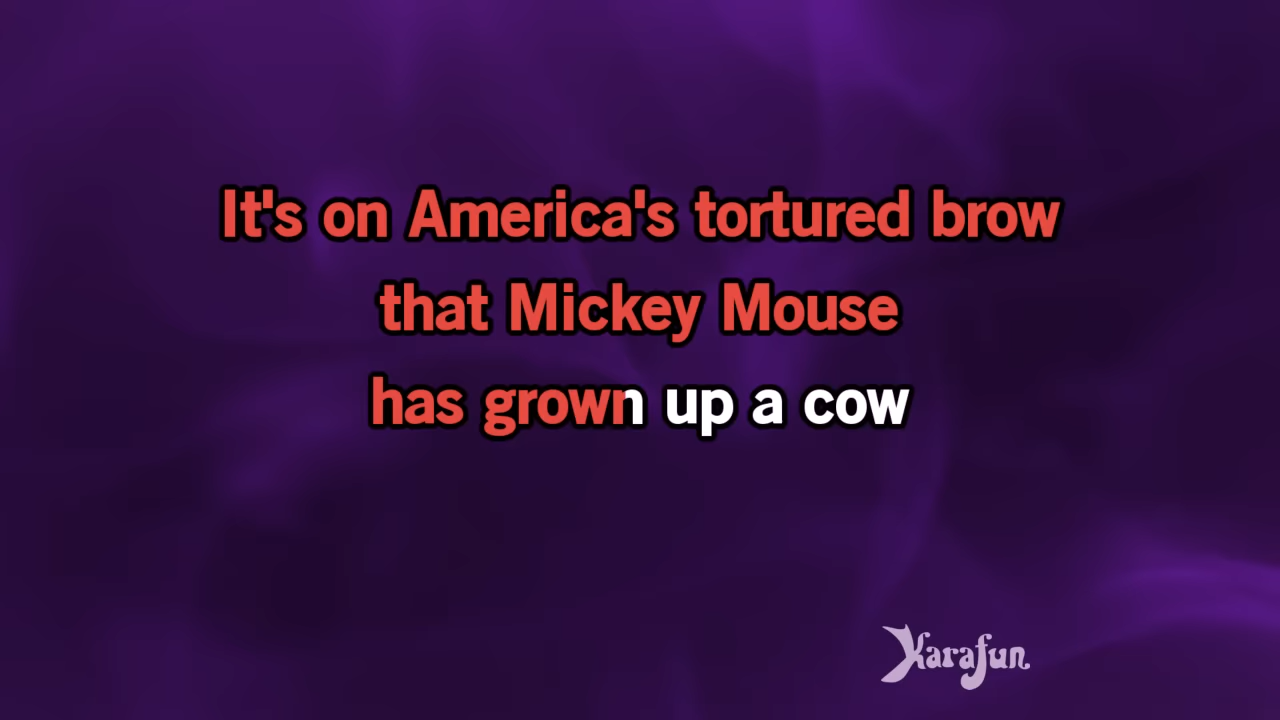 It's on America's tortured brow
that Mickey Mouse
has grown up a cow
Karafun